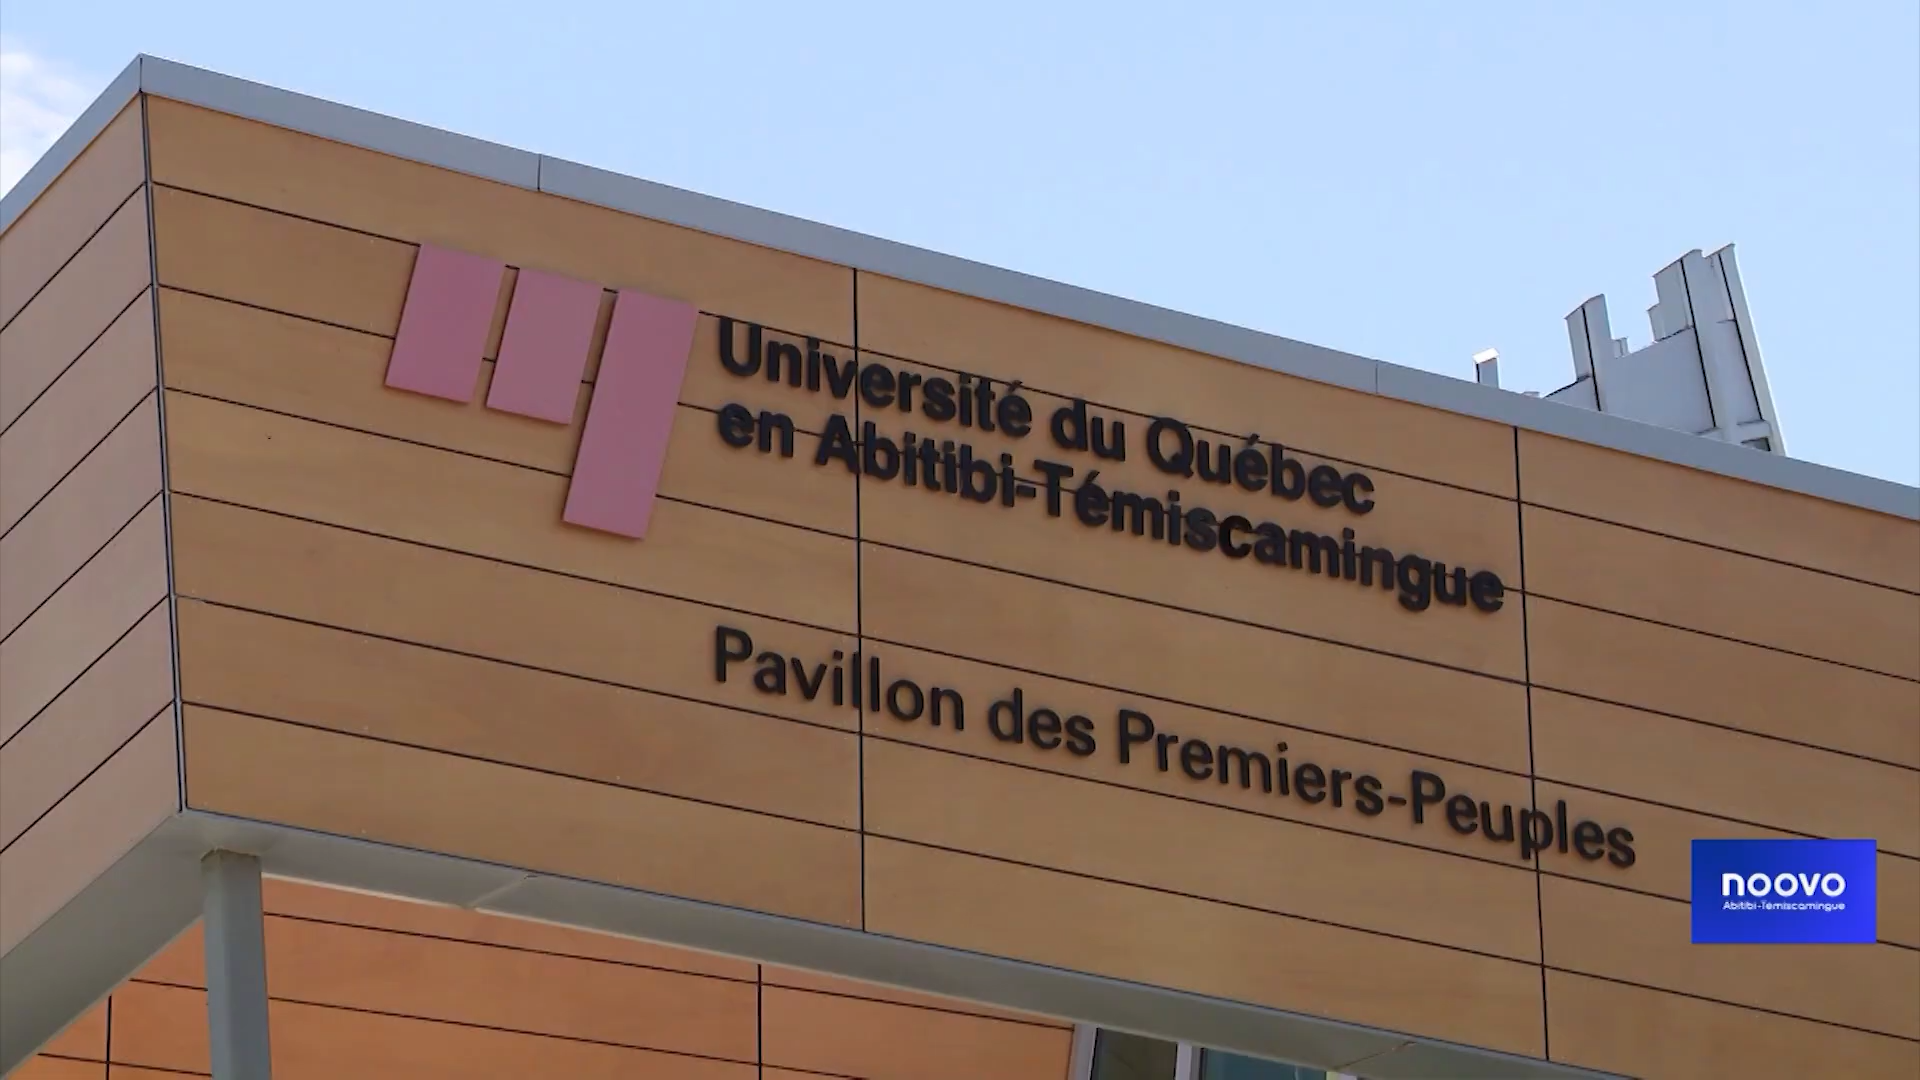 Université du Québec
en Abitibi-Témiscamingue
Pavillon des Premiers-Peuples
noovo
Abitibi-Témiscamingue